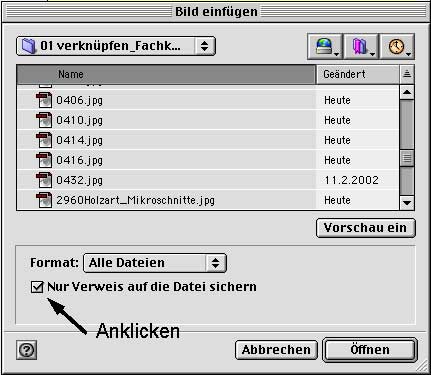 Bild einfügen
01 verknüpfen_Fachk...
Name Geändert
0406.jpg Heute
0410.jpg Heute
0414.jpg Heute
0416.jpg Heute
0432.jpg 11.2.2002
2960Holzart_Mikroschnitte.jpg Heute
Vorschau ein
Format: Alle Dateien
Nur Verweis auf die Datei sichern
Anklicken
? Abbrechen Öffnen